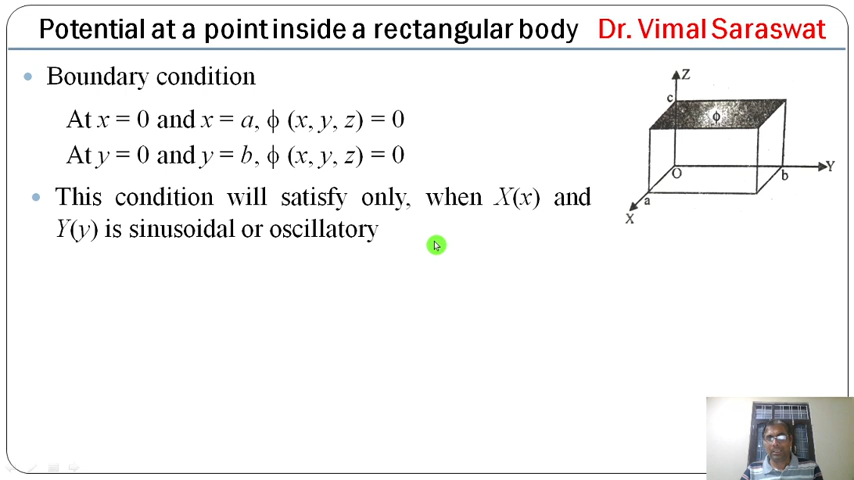 Potential at a point inside a rectangular body Dr. Vimal Saraswat
• Boundary condition
At x = 0 and x = a, ϕ (x, y, z) = 0
At y = 0 and y = b, ϕ (x, y, z) = 0
• This condition will satisfy only, when X(x) and
Y(y) is sinusoidal or oscillatory
Z
c
ϕ
O
b
Y
a
X